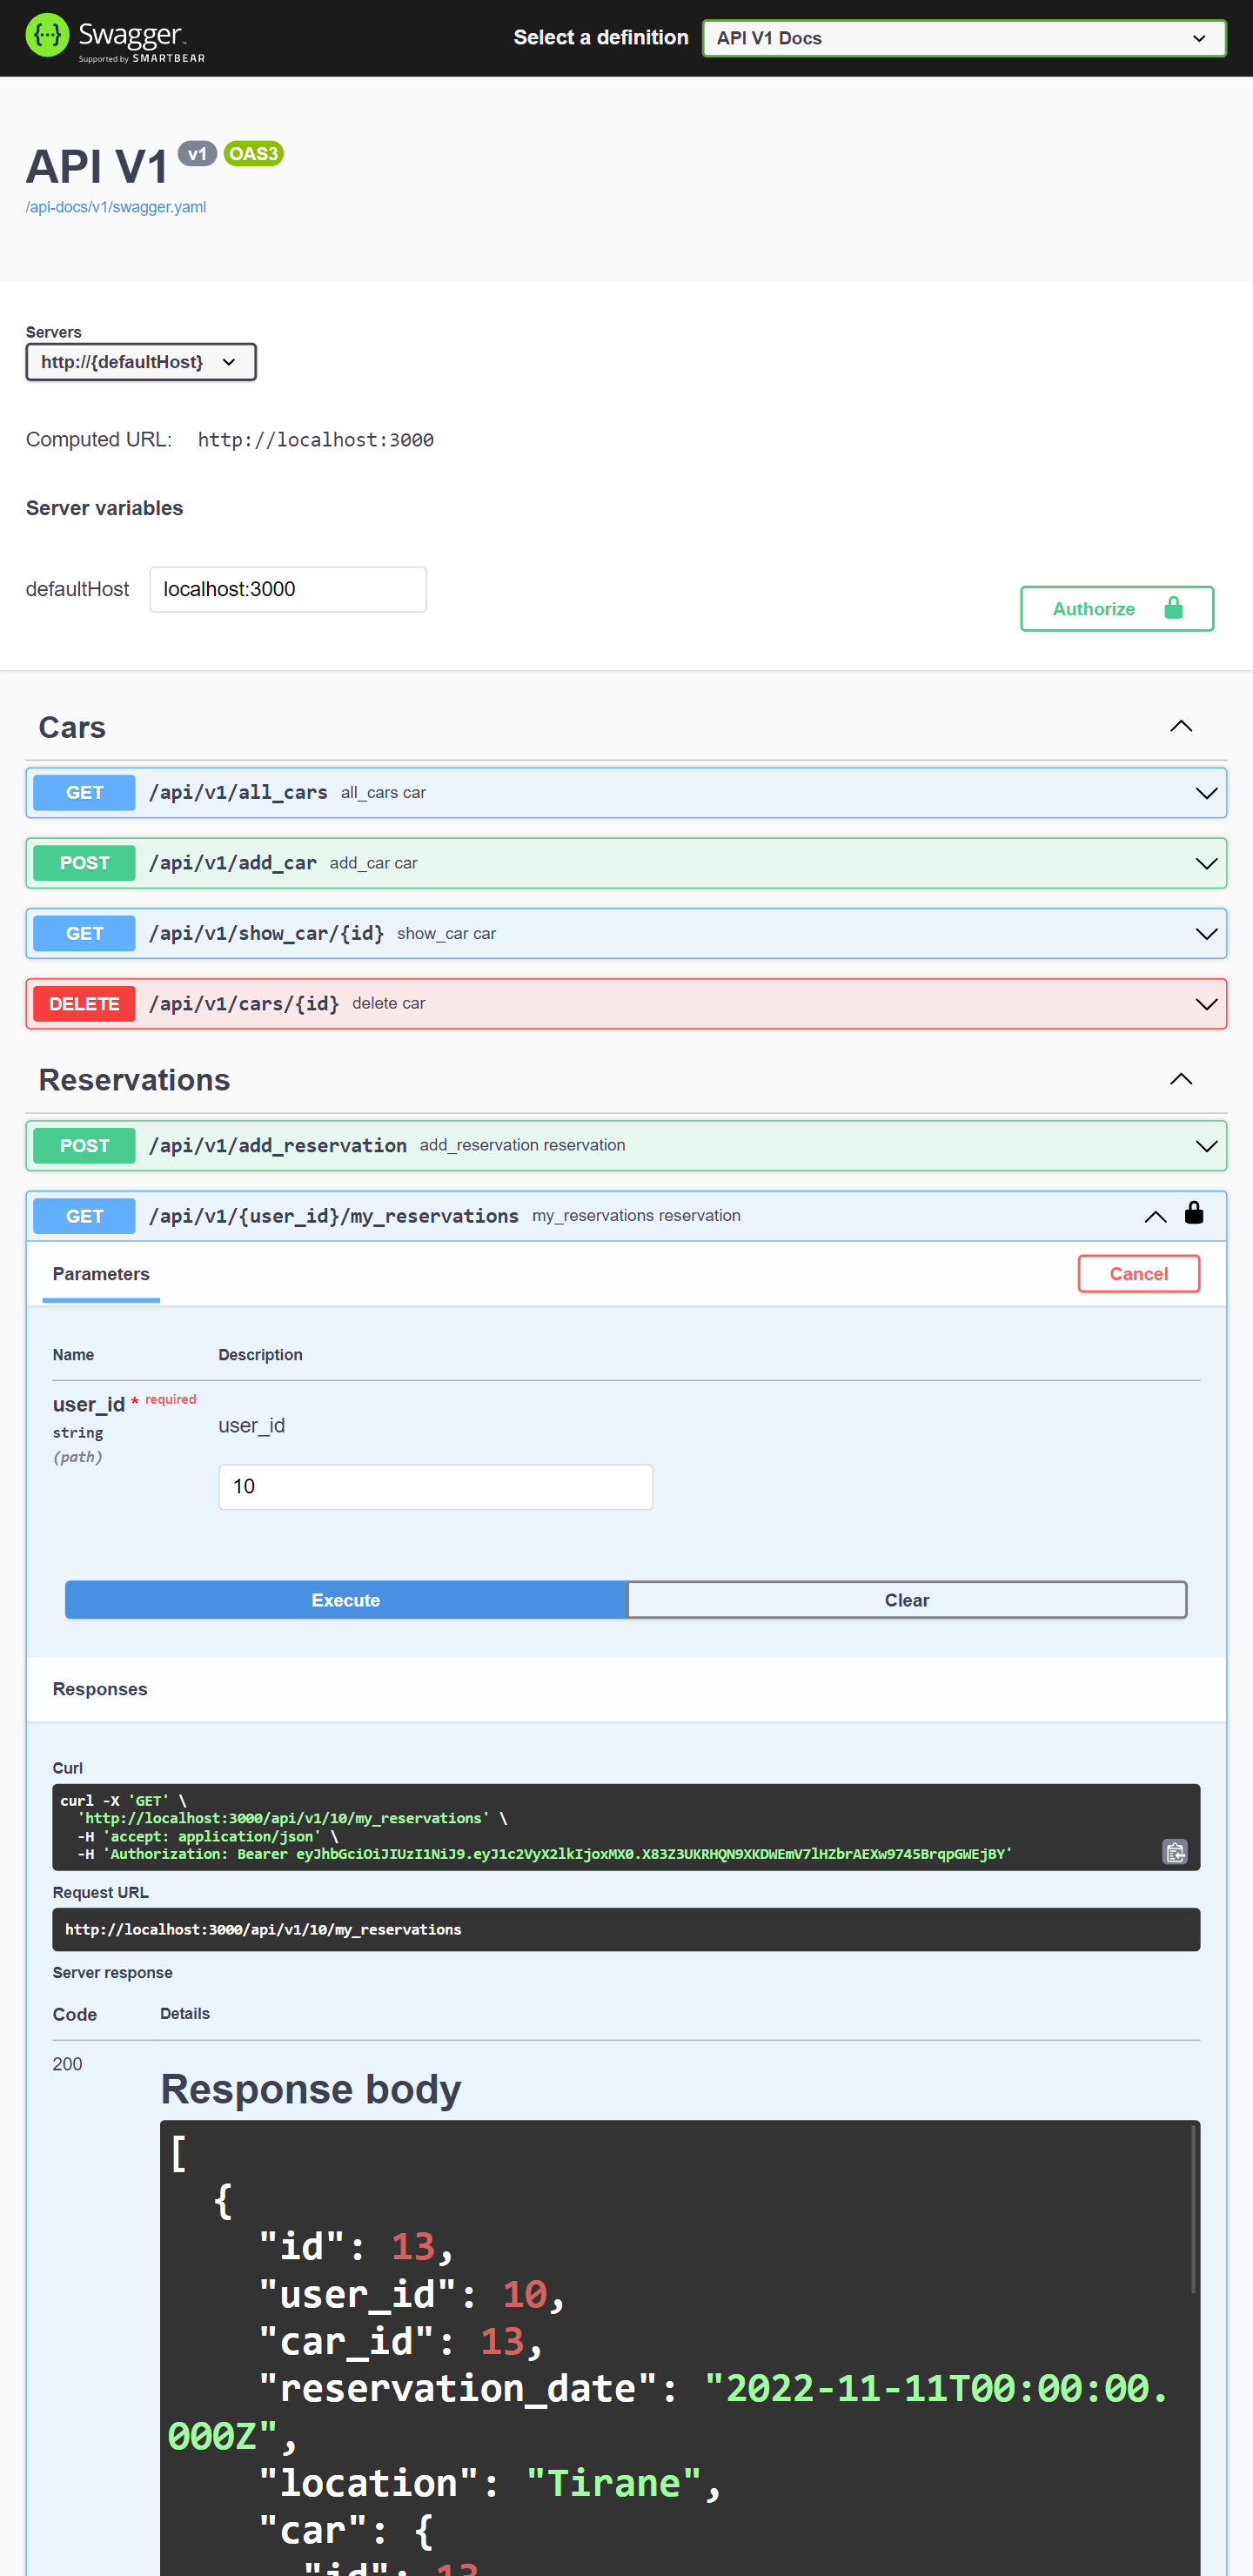 Swagger
Supported by SMARTBEAR
Select a definition
API V1 Docs
API V1 v1 OAS3
/api-docs/v1/swagger.yaml
Servers
http://{defaultHost}
Computed URL: http://localhost:3000
Server variables
defaultHost
localhost:3000
Authorize
Cars
GET /api/v1/all_cars all_cars car
POST /api/v1/add_car add_car car
GET /api/v1/show_car/{id} show_car car
DELETE /api/v1/cars/{id} delete car
Reservations
POST /api/v1/add_reservation add_reservation reservation
GET /api/v1/{user_id}/my_reservations my_reservations reservation
Parameters
Cancel
Name Description
user_id * required
string
(path)
user_id
10
Execute
Clear
Responses
Curl
curl -X 'GET' \
'http://localhost:3000/api/v1/10/my_reservations' \
-H 'accept: application/json' \
-H 'Authorization: Bearer eyJhbGciOiJIUzI1NiJ9.eyJ1c2VyX2lkIjoxMX0.X83Z3UKRHQN9XKDWEmV7lHZbrAEXw9745BrqpGWEjBY'
Request URL
http://localhost:3000/api/v1/10/my_reservations
Server response
Code Details
200
Response body
[
{
"id": 13,
"user_id": 10,
"car_id": 13,
"reservation_date": "2022-11-11T00:00:00.
000Z",
"location": "Tirane",
"car": {
"id": 13